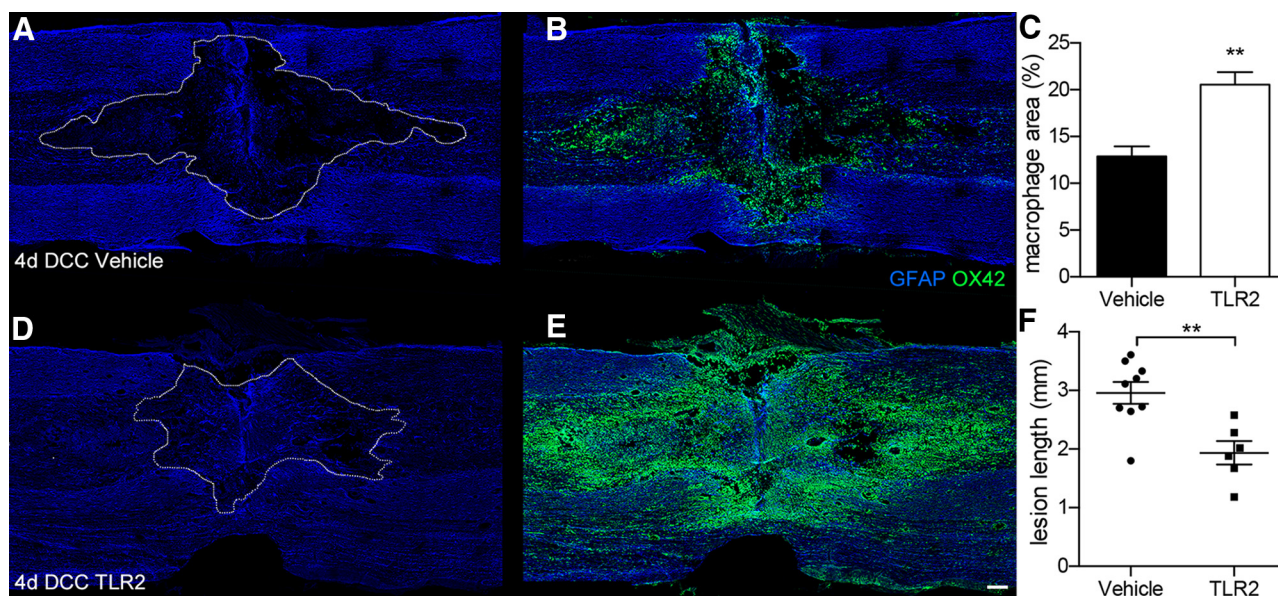 A
4d DCC Vehicle
B
GFAP OX42
C
macrophage area (%)
25
20
15
10
5
0
**
Vehicle TLR2
D
4d DCC TLR2
E
F
lesion length (mm)
4
3
2
1
0
**
Vehicle TLR2